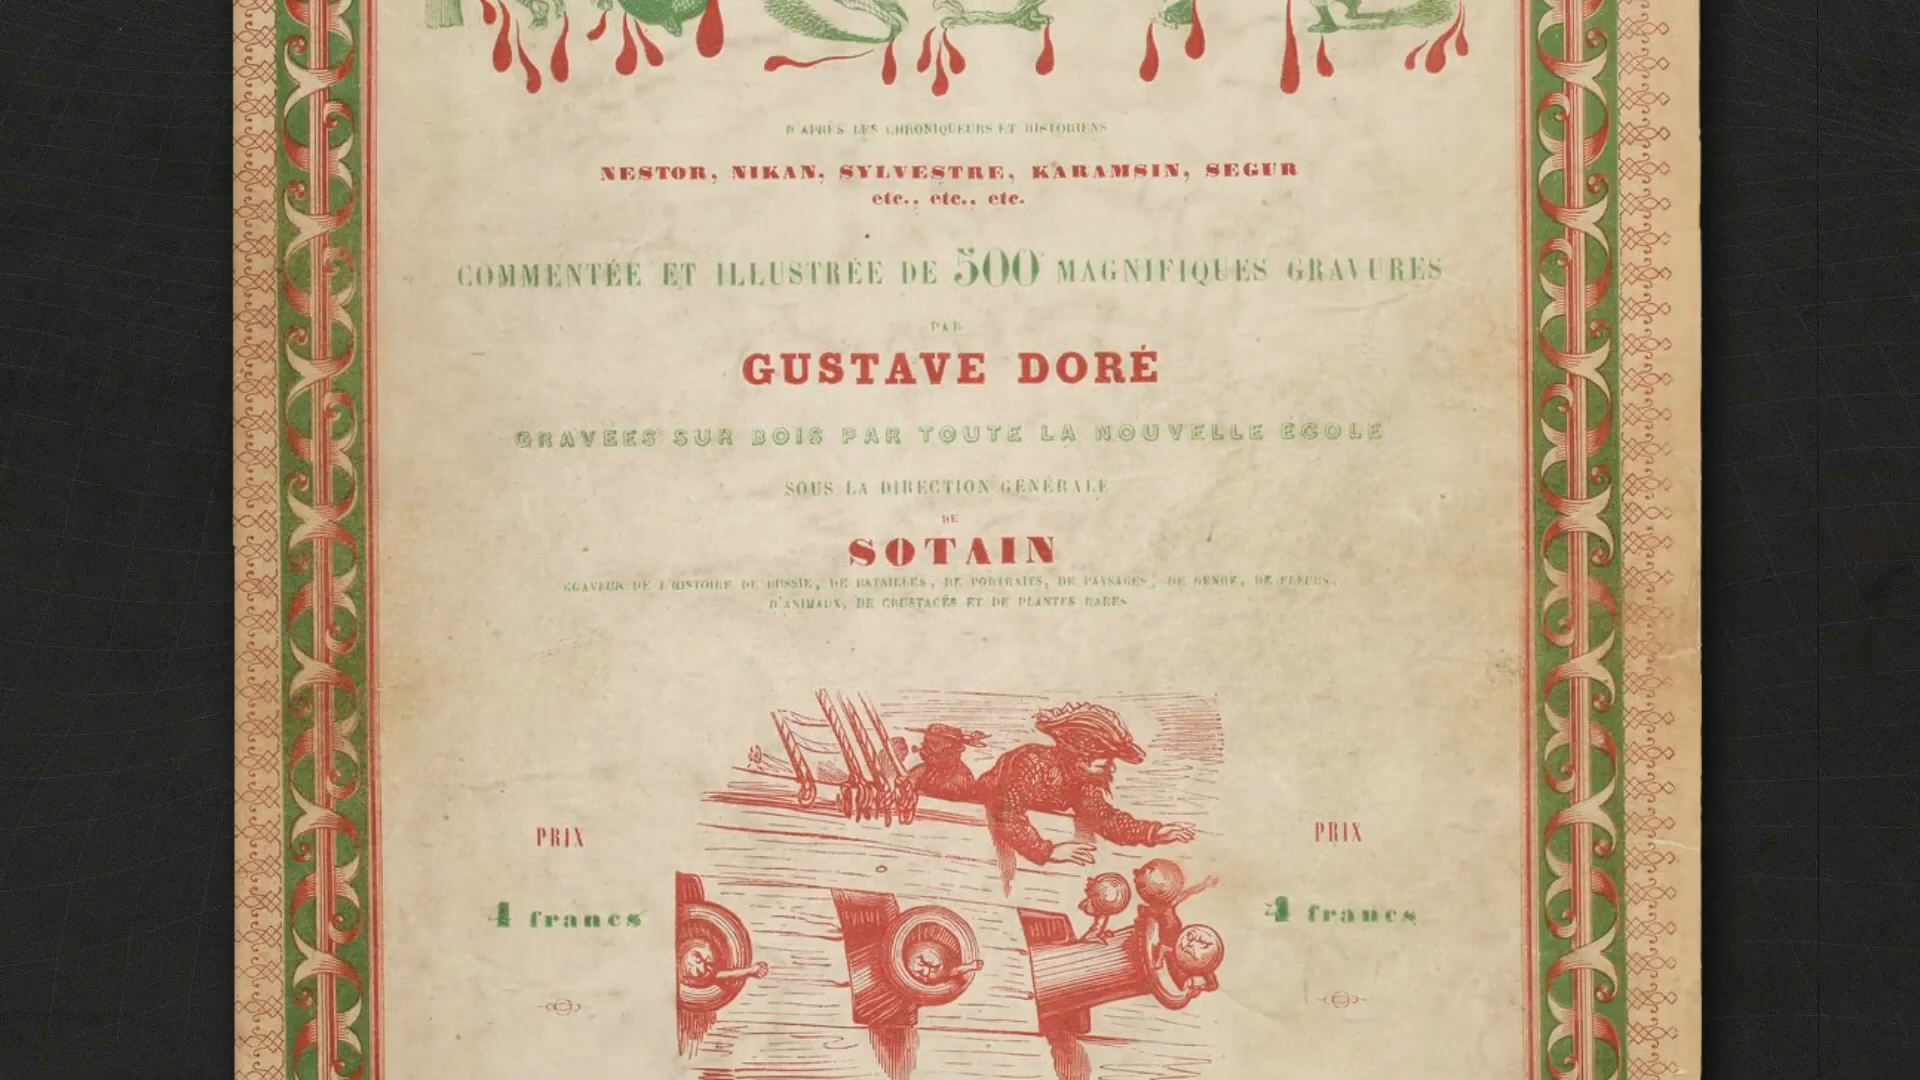 D'APRÈS LES CHRONIQUEURS ET HISTORIENS
NESTOR, NIKAN, SYLVESTRE, KARAMSIN, SEGUR
etc., etc., etc.
COMMENTÉE ET ILLUSTRÉE DE 500 MAGNIFIQUES GRAVURES
PAR
GUSTAVE DORÉ
GRAVÉES SUR BOIS PAR TOUTE LA NOUVELLE ÉCOLE
SOUS LA DIRECTION GÉNÉRALE
DE
SOTAIN
GRAVEUR DE L'HISTOIRE DE RUSSIE, DE BATAILLES, DE PORTRAITS, DE PAYSAGES, DE GENRE, DE FLEURS,
D'ANIMAUX, DE CRUSTACÉS ET DE PLANTES RARES
PRIX
4 francs
PRIX
4 francs